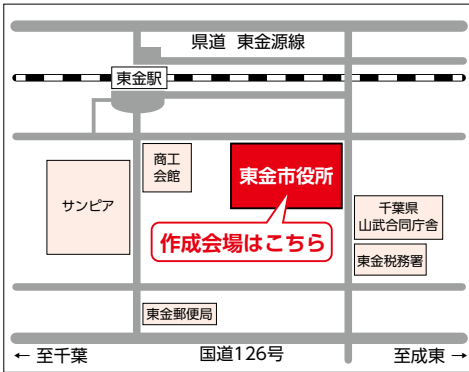 県道 東金源線
東金駅
商工
会館
東金市役所
サンピア
千葉県
山武合同庁舎
作成会場はこちら
東金税務署
東金郵便局
← 至千葉
国道126号
至成東 →